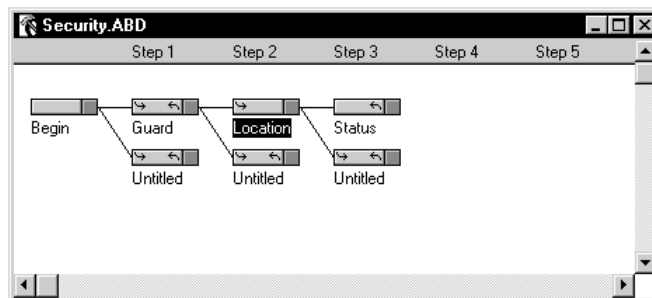 Security.ABD
Step 1 Step 2 Step 3 Step 4 Step 5
Begin Guard Location Status
Untitled Untitled Untitled